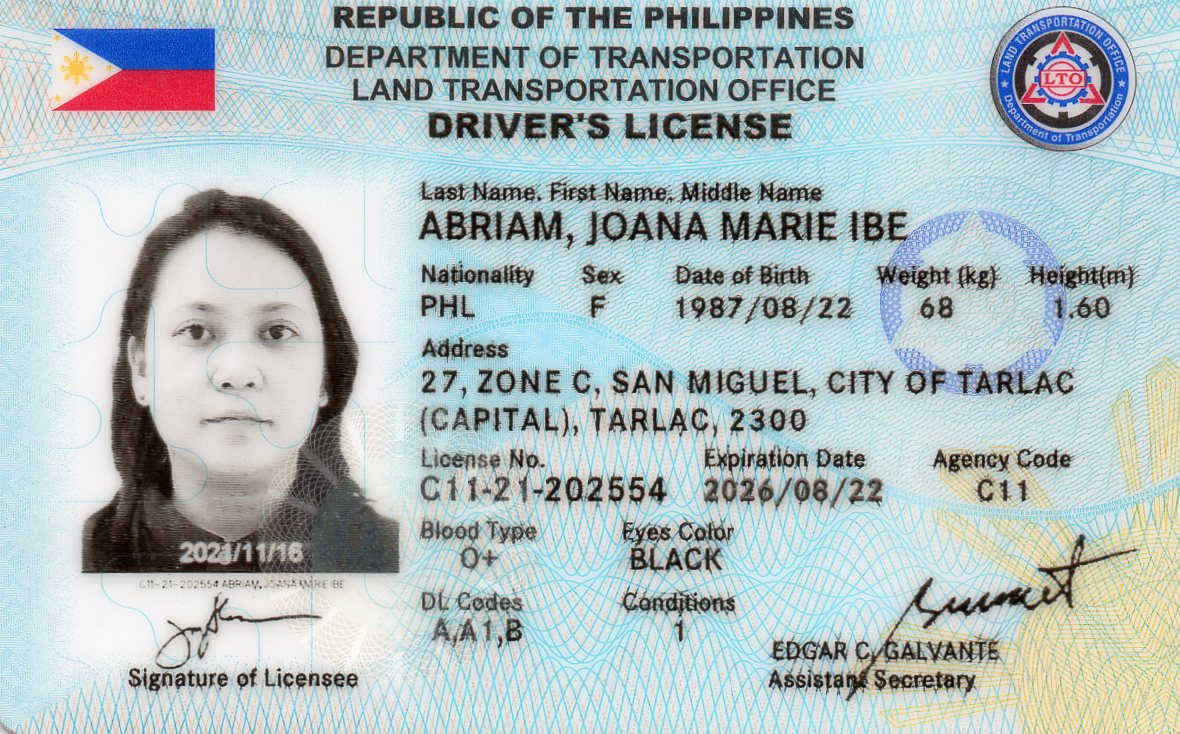 REPUBLIC OF THE PHILIPPINES
DEPARTMENT OF TRANSPORTATION
LAND TRANSPORTATION OFFICE
DRIVER'S LICENSE
LAND TRANSPORTATION OFFICE
LTO
Department of Transportation
Last Name, First Name, Middle Name
ABRIAM, JOANA MARIE IBE
Nationality Sex Date of Birth Weight (kg) Height(m)
PHL F 1987/08/22 68 1.60
Address
27, ZONE C, SAN MIGUEL, CITY OF TARLAC
(CAPITAL), TARLAC, 2300
License No. Expiration Date Agency Code
C11-21-202554 2026/08/22 C11
Blood Type Eyes Color
O+ BLACK
DL Codes Conditions
A,A1,B 1
2021/11/16
C11-21-202554 ABRIAM, JOANA MARIE IBE
Signature of Licensee
EDGAR C. GALVANTE
Assistant Secretary